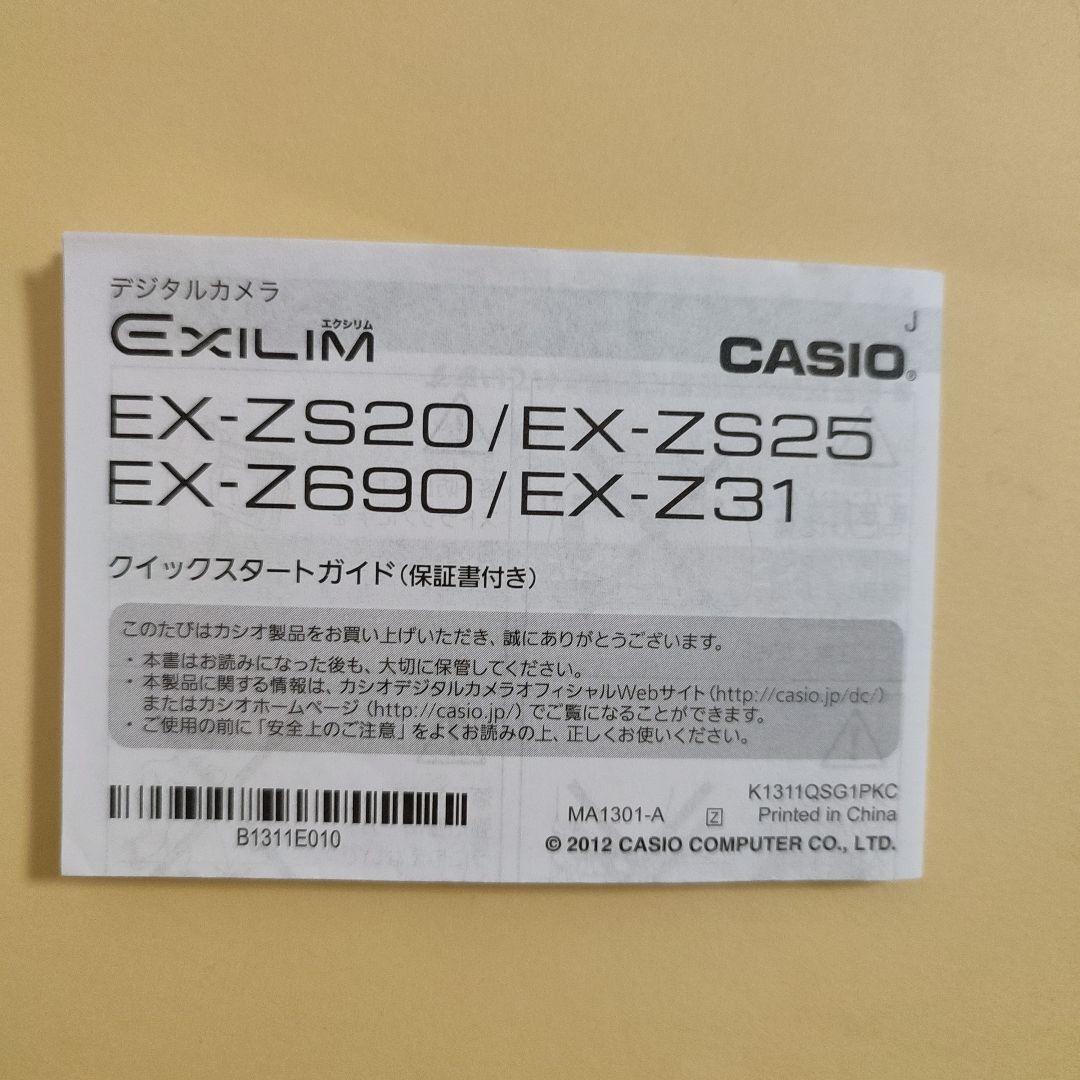 デジタルカメラ
J
エクシリム
EXILIM
CASIO®
EX-ZS20/EX-ZS25
EX-Z690/EX-Z31
クイックスタートガイド(保証書付き)
このたびはカシオ製品をお買い上げいただき、誠にありがとうございます。
・本書はお読みになった後も、大切に保管してください。
・本製品に関する情報は、カシオデジタルカメラオフィシャルWebサイト(http://casio.jp/dc/)
またはカシオホームページ(http://casio.jp/)でご覧になることができます。
・ご使用の前に「安全上のご注意」をよくお読みの上、正しくお使いください。
B1311E010
K1311QSG1PKC
MA1301-A Z Printed in China
© 2012 CASIO COMPUTER CO., LTD.